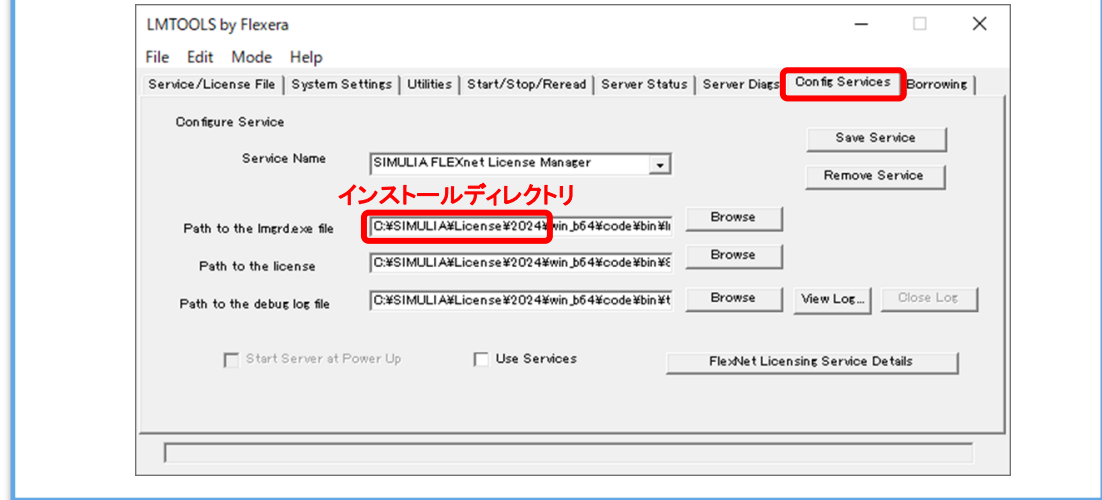 LMTOOLS by Flexera
File Edit Mode Help
Service/License File System Settings Utilities Start/Stop/Reread Server Status Server Diags Config Services Borrowing
Configure Service
Save Service
Service Name SIMULIA FLEXnet License Manager
Remove Service
インストールディレクトリ
Path to the lmgrd.exe file C:¥SIMULIA¥License¥2024¥win_b64¥code¥bin¥ Browse
Path to the license C:¥SIMULIA¥License¥2024¥win_b64¥code¥bin¥ Browse
Path to the debug log file C:¥SIMULIA¥License¥2024¥win_b64¥code¥bin¥t Browse View Log... Close Log
Start Server at Power Up Use Services FlexNet Licensing Service Details